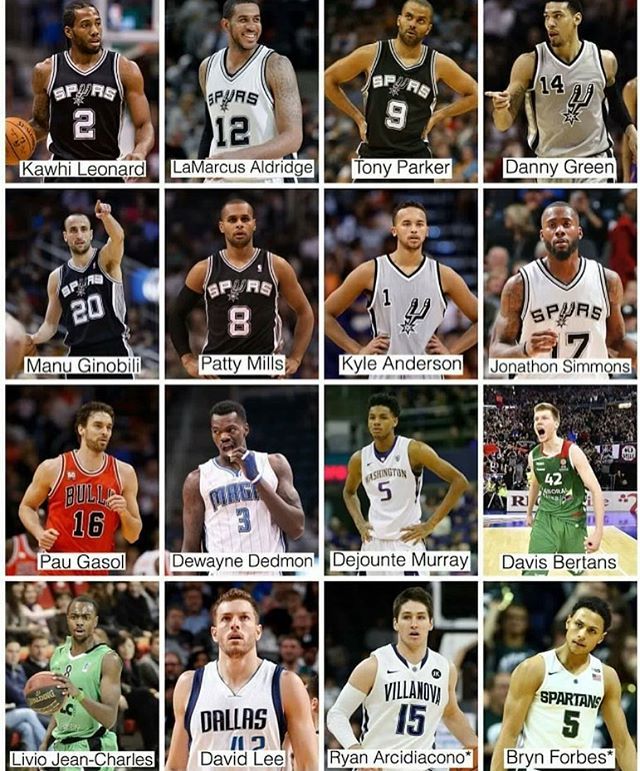 SPURS
2
Kawhi Leonard
SPURS
12
LaMarcus Aldridge
SPURS
9
Tony Parker
14
Danny Green
SPURS
20
Manu Ginobili
SPURS
8
Patty Mills
1
Kyle Anderson
SPURS
17
Jonathon Simmons
BULLS
16
Pau Gasol
MAGIC
3
Dewayne Dedmon
WASHINGTON
5
Dejounte Murray
42
Davis Bertans
8
Livio Jean-Charles
DALLAS
42
David Lee
VILLANOVA
15
Ryan Arcidiacono*
SPARTANS
5
Bryn Forbes*